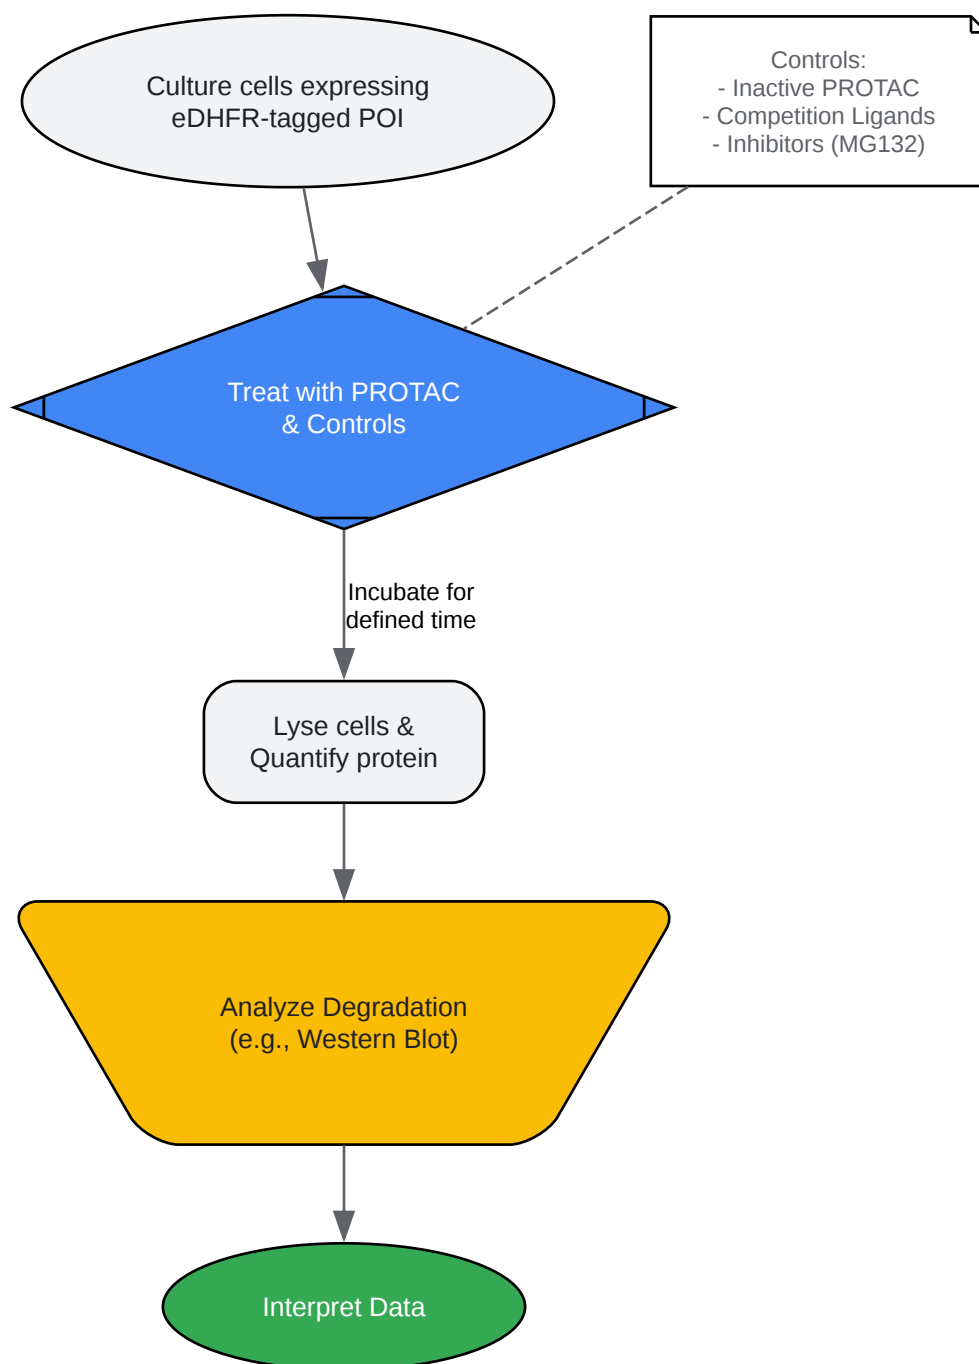 Culture cells expressing
eDHFR-tagged POI
Controls:
- Inactive PROTAC
- Competition Ligands
- Inhibitors (MG132)
Treat with PROTAC
& Controls
Incubate for
defined time
Lyse cells &
Quantify protein
Analyze Degradation
(e.g., Western Blot)
Interpret Data